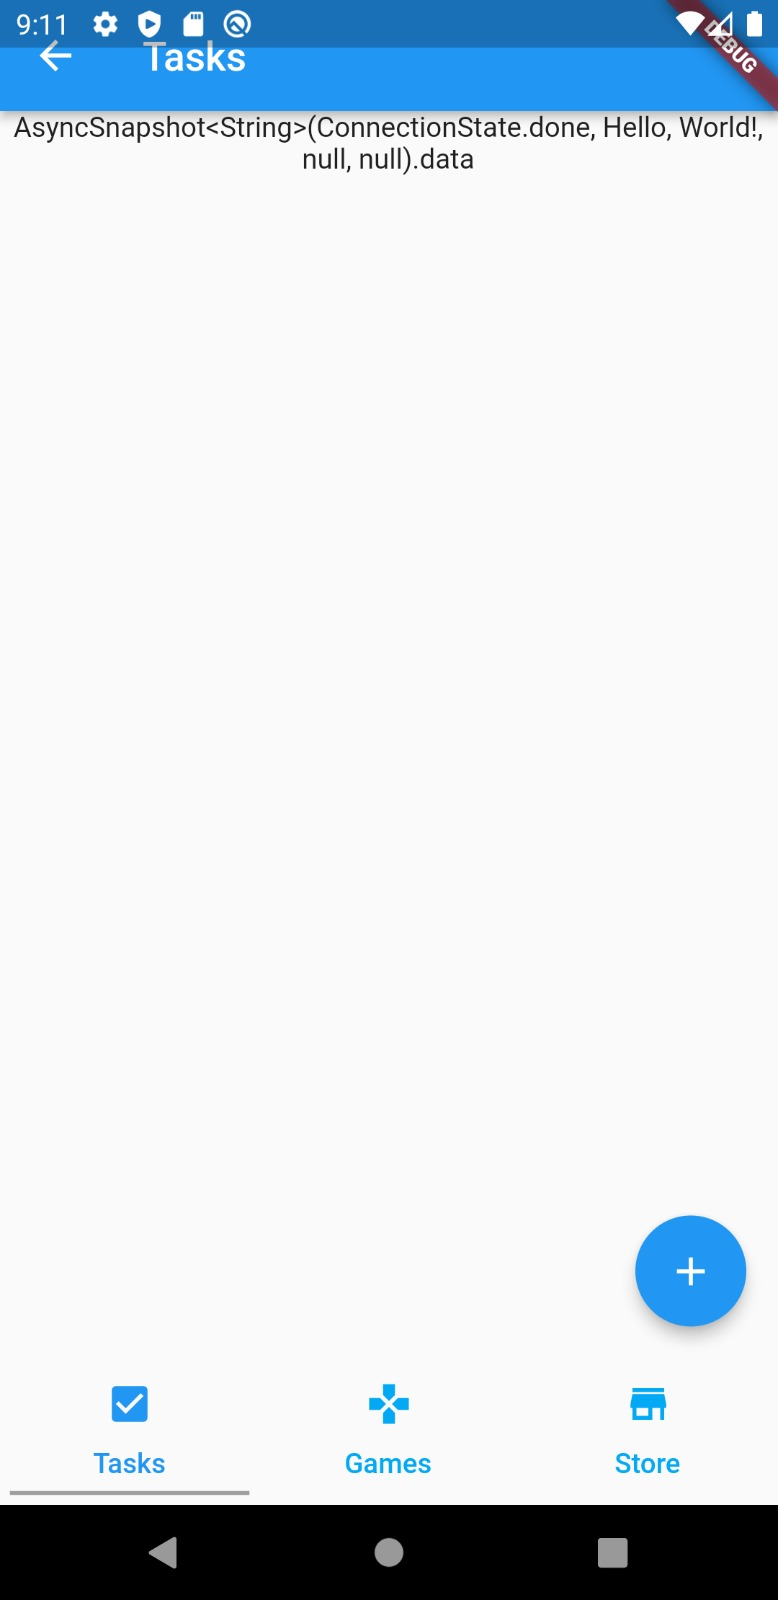 9:11
DEBUG
Tasks
AsyncSnapshot<String>(ConnectionState.done, Hello, World!,
null, null).data
Tasks
Games
Store